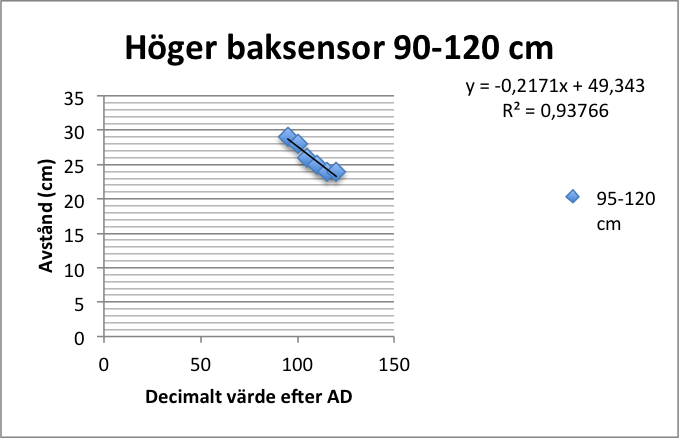 Höger baksensor 90-120 cm
y = -0,2171x + 49,343
R² = 0,93766
35
30
25
20
15
10
5
0
Avstånd (cm)
0 50 100 150
Decimalt värde efter AD
95-120
cm